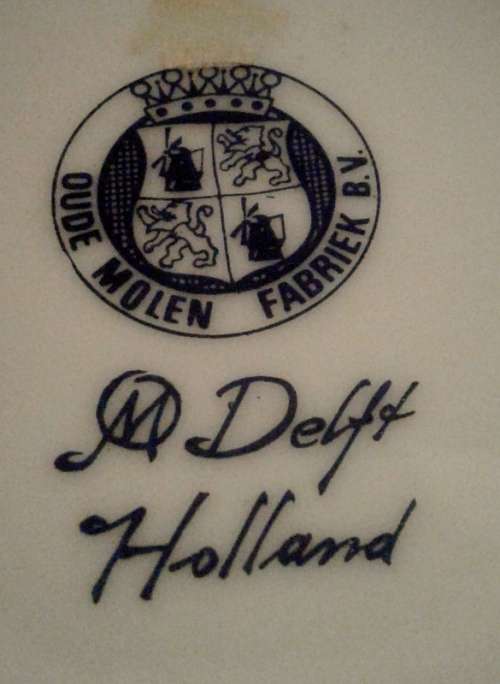 OUDE MOLEN FABRIEK B.V.
OM Delft
Holland